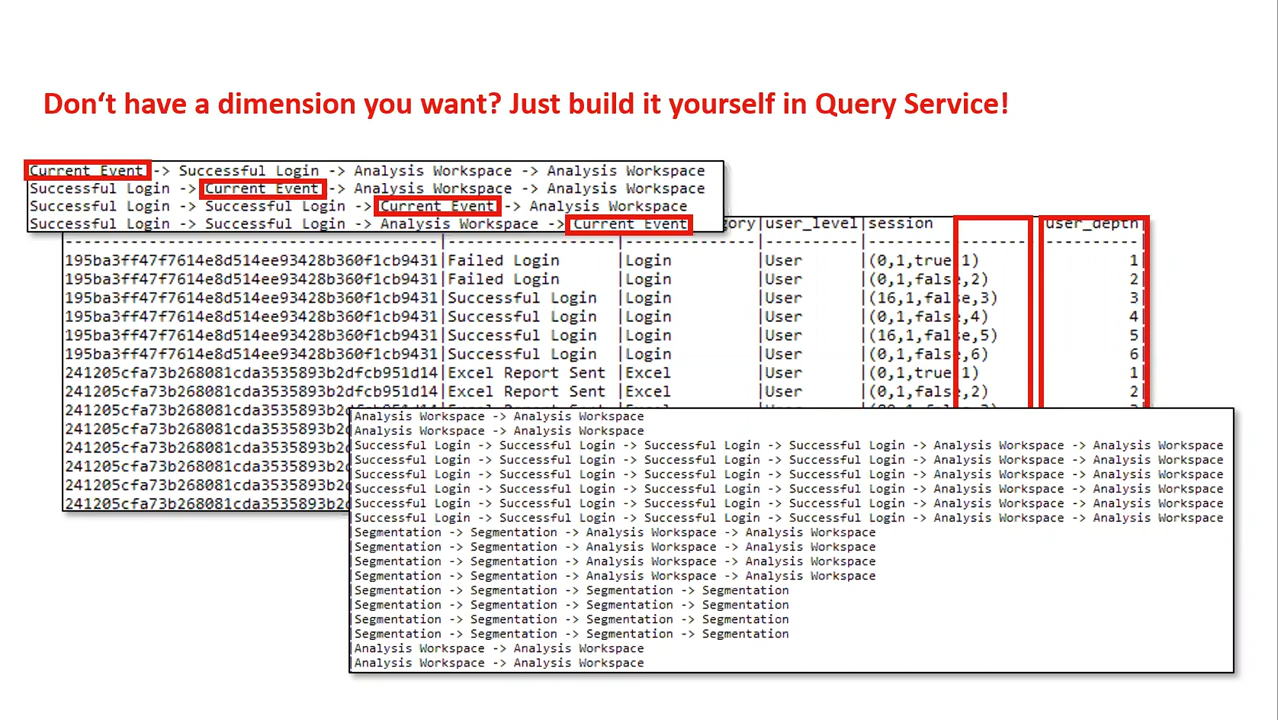 Don‘t have a dimension you want? Just build it yourself in Query Service!
Current Event -> Successful Login -> Analysis Workspace -> Analysis Workspace
Successful Login -> Current Event -> Analysis Workspace -> Analysis Workspace
Successful Login -> Successful Login -> Current Event -> Analysis Workspace
Successful Login -> Successful Login -> Analysis Workspace -> Current Event
ory|user_level|session user_depth
195ba3ff47f7614e8d514ee93428b360f1cb9431|Failed Login |Login |User |(0,1,true,1) 1|
195ba3ff47f7614e8d514ee93428b360f1cb9431|Failed Login |Login |User |(0,1,false,2) 2|
195ba3ff47f7614e8d514ee93428b360f1cb9431|Successful Login |Login |User |(16,1,false,3) 3|
195ba3ff47f7614e8d514ee93428b360f1cb9431|Successful Login |Login |User |(0,1,false,4) 4|
195ba3ff47f7614e8d514ee93428b360f1cb9431|Successful Login |Login |User |(16,1,false,5) 5|
195ba3ff47f7614e8d514ee93428b360f1cb9431|Successful Login |Login |User |(0,1,false,6) 6|
241205cfa73b268081cda3535893b2dfcb951d14|Excel Report Sent |Excel |User |(0,1,true,1) 1|
241205cfa73b268081cda3535893b2dfcb951d14|Excel Report Sent |Excel |User |(0,1,false,2) 2|
241205cfa73b268081cda3535893b2dfcb951d14
241205cfa73b268081cda3535893b2d
241205cfa73b268081cda3535893b2d
241205cfa73b268081cda3535893b2d
241205cfa73b268081cda3535893b2d
241205cfa73b268081cda3535893b2d
|Analysis Workspace -> Analysis Workspace
|Analysis Workspace -> Analysis Workspace
|Successful Login -> Successful Login -> Successful Login -> Successful Login -> Analysis Workspace -> Analysis Workspace
|Successful Login -> Successful Login -> Successful Login -> Successful Login -> Analysis Workspace -> Analysis Workspace
|Successful Login -> Successful Login -> Successful Login -> Successful Login -> Analysis Workspace -> Analysis Workspace
|Successful Login -> Successful Login -> Successful Login -> Successful Login -> Analysis Workspace -> Analysis Workspace
|Successful Login -> Successful Login -> Successful Login -> Successful Login -> Analysis Workspace -> Analysis Workspace
|Successful Login -> Successful Login -> Successful Login -> Successful Login -> Analysis Workspace -> Analysis Workspace
|Segmentation -> Segmentation -> Analysis Workspace -> Analysis Workspace
|Segmentation -> Segmentation -> Analysis Workspace -> Analysis Workspace
|Segmentation -> Segmentation -> Analysis Workspace -> Analysis Workspace
|Segmentation -> Segmentation -> Analysis Workspace -> Analysis Workspace
|Segmentation -> Segmentation -> Segmentation -> Segmentation
|Segmentation -> Segmentation -> Segmentation -> Segmentation
|Segmentation -> Segmentation -> Segmentation -> Segmentation
|Segmentation -> Segmentation -> Segmentation -> Segmentation
|Analysis Workspace -> Analysis Workspace
|Analysis Workspace -> Analysis Workspace